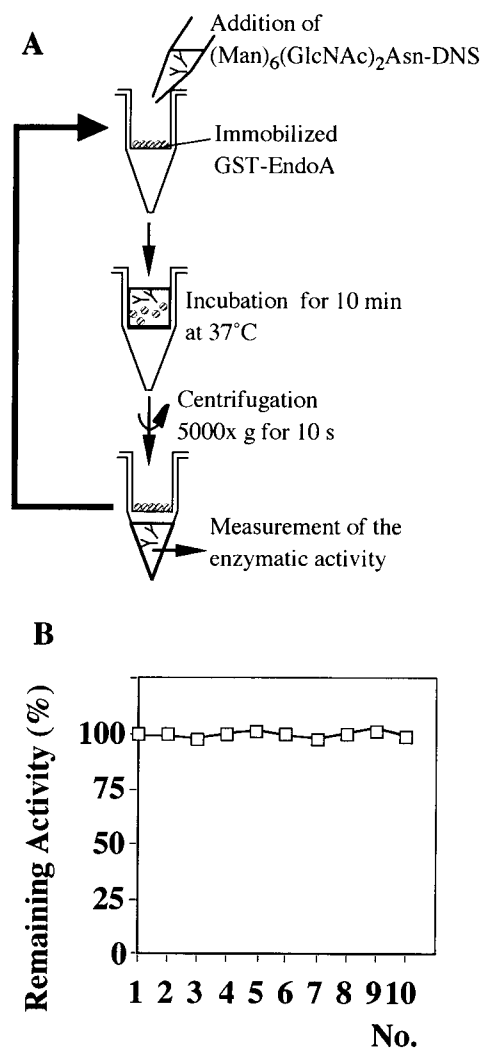 A
Addition of
(Man)6(GlcNAc)2Asn-DNS
Immobilized
GST-EndoA
Incubation for 10 min
at 37°C
Centrifugation
5000x g for 10 s
Measurement of the
enzymatic activity
B
Remaining Activity (%)
100
75
50
25
0
1 2 3 4 5 6 7 8 9 10
No.